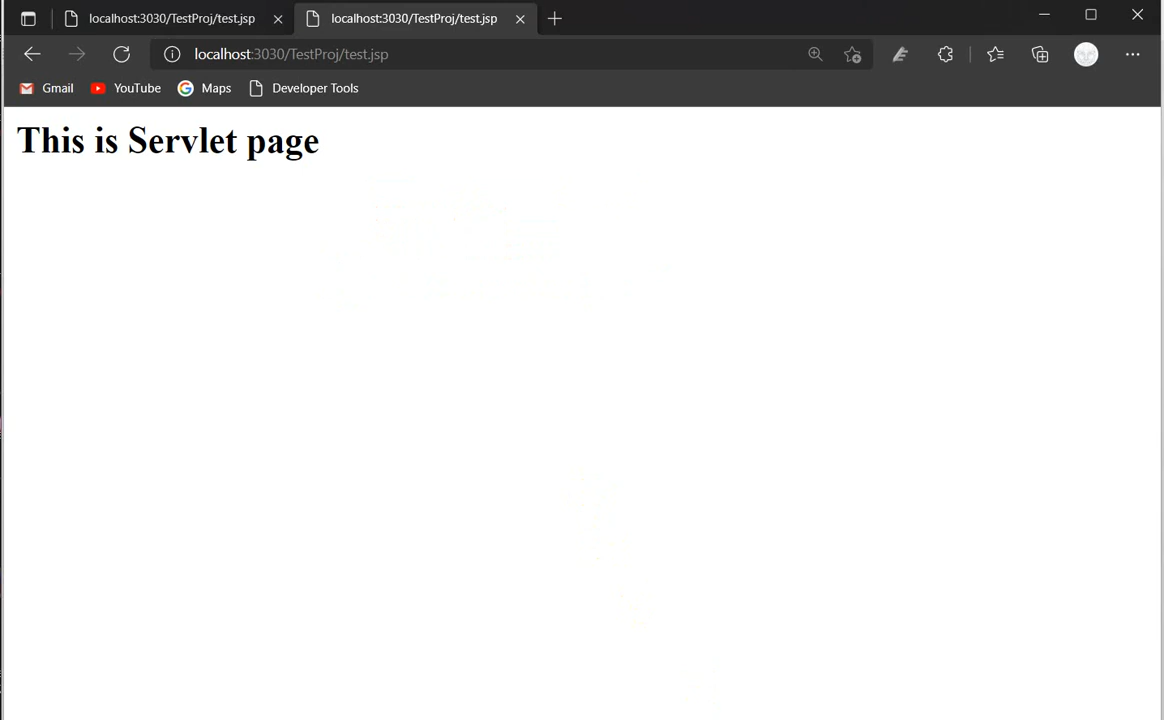 localhost:3030/TestProj/test.jsp localhost:3030/TestProj/test.jsp
localhost:3030/TestProj/test.jsp
Gmail YouTube Maps Developer Tools
This is Servlet page